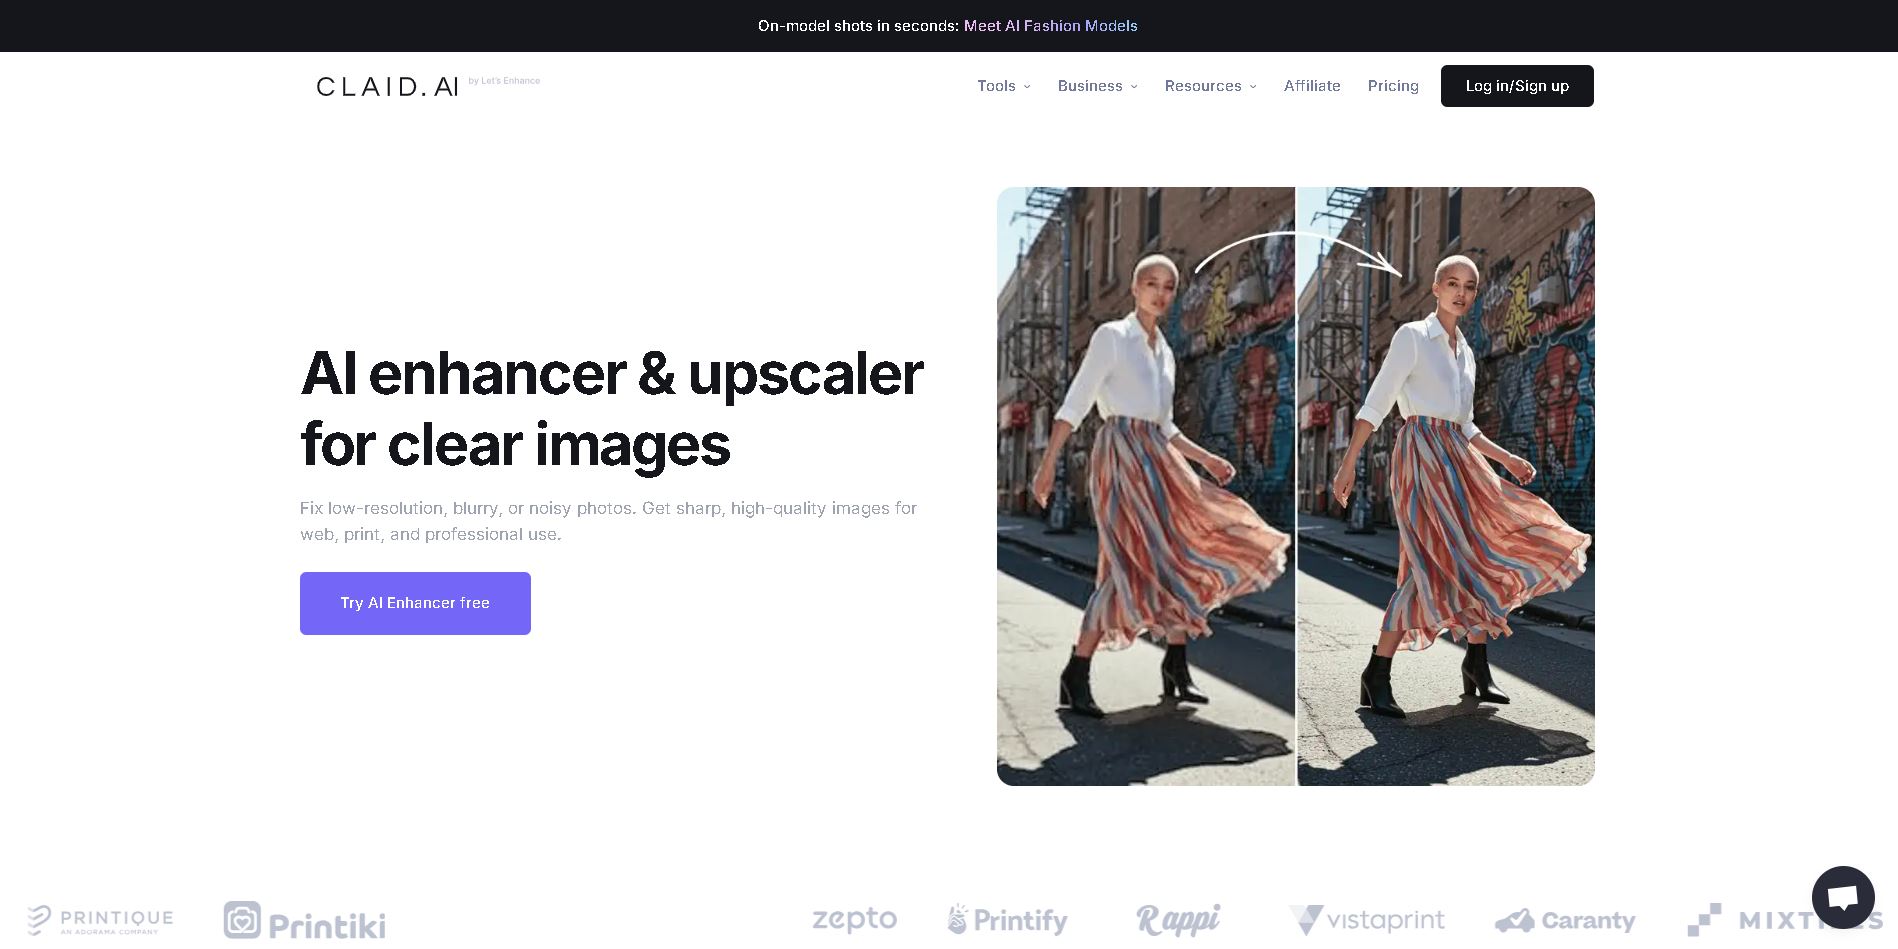 On-model shots in seconds: Meet AI Fashion Models
CLAID.AI by Let's Enhance
Tools Business Resources Affiliate Pricing Log in/Sign up
AI enhancer & upscaler
for clear images
Fix low-resolution, blurry, or noisy photos. Get sharp, high-quality images for
web, print, and professional use.
Try AI Enhancer free
PRINTIQUE
AN ADORAMA COMPANY
Printiki
zepto
Printify
Rappi
vistaprint
Caranty